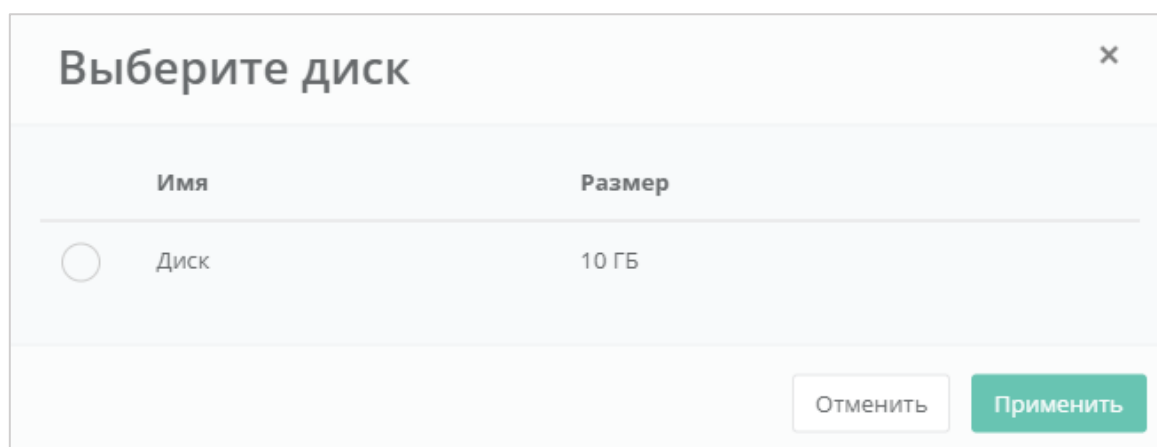 Выберите диск ×
Имя Размер
Диск 10 ГБ
Отменить Применить